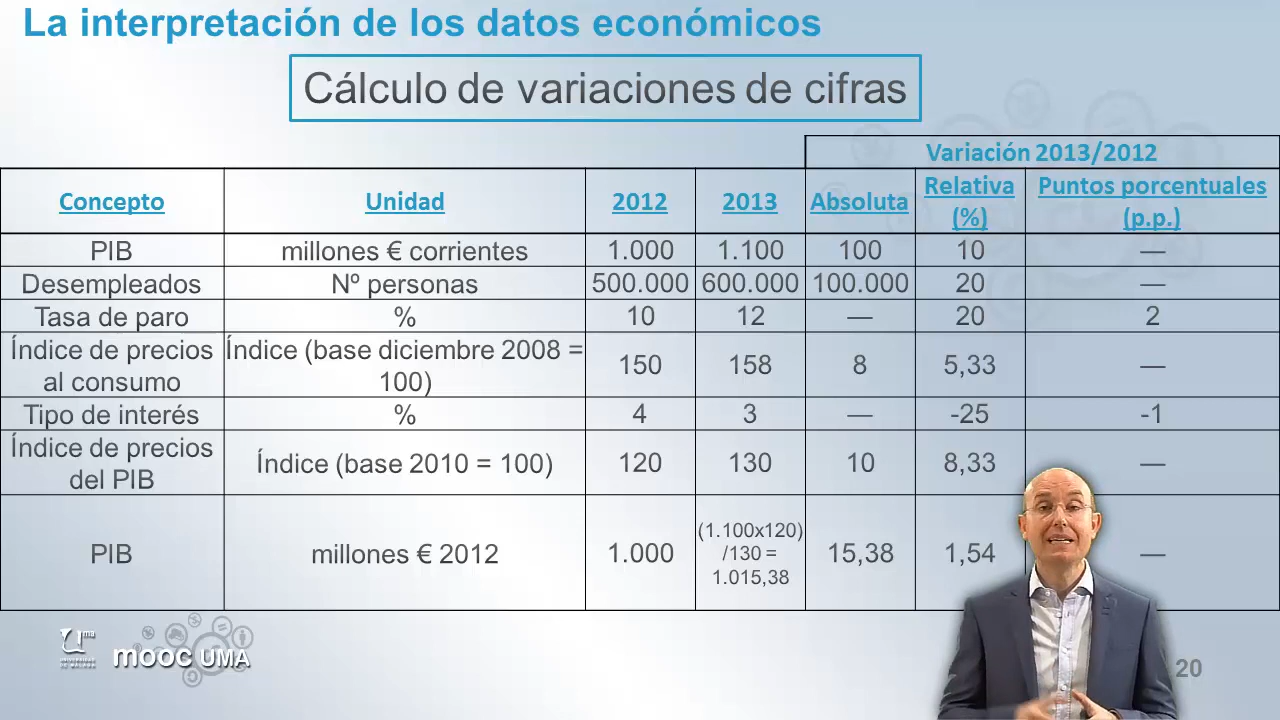 La interpretación de los datos económicos
Cálculo de variaciones de cifras
Variación 2013/2012
Concepto Unidad 2012 2013 Absoluta Relativa (%) Puntos porcentuales (p.p.)
PIB millones € corrientes 1.000 1.100 100 10 —
Desempleados Nº personas 500.000 600.000 100.000 20 —
Tasa de paro % 10 12 — 20 2
Índice de precios al consumo Índice (base diciembre 2008 = 100) 150 158 8 5,33 —
Tipo de interés % 4 3 — -25 -1
Índice de precios del PIB Índice (base 2010 = 100) 120 130 10 8,33 —
PIB millones € 2012 1.000 (1.100x120) /130 = 1.015,38 15,38 1,54 —
uma
mooc UMA
20